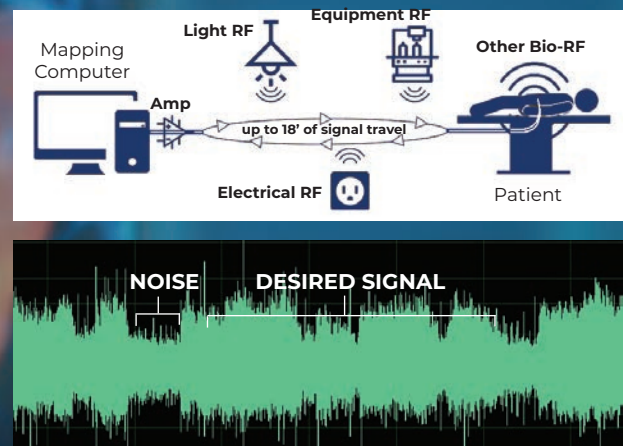 Equipment RF
Light RF
Other Bio-RF
Mapping
Computer
Amp
up to 18' of signal travel
Electrical RF
Patient
NOISE
DESIRED SIGNAL